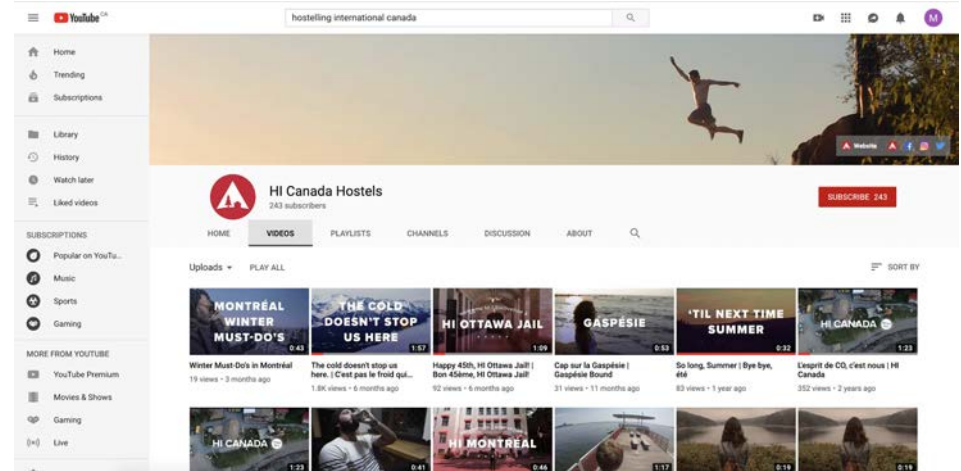 YouTube CA
hostelling international canada
M
Home
Trending
Subscriptions
Library
History
Watch later
Liked videos
SUBSCRIPTIONS
Popular on YouTu...
Music
Sports
Gaming
MORE FROM YOUTUBE
YouTube Premium
Movies & Shows
Gaming
Live
Website
HI Canada Hostels
243 subscribers
SUBSCRIBE 243
HOME VIDEOS PLAYLISTS CHANNELS DISCUSSION ABOUT
Uploads PLAY ALL
SORT BY
MONTRÉAL
WINTER
MUST-DO'S
0:43
Winter Must-Do's in Montréal
19 views • 3 months ago
THE COLD
DOESN'T STOP
US HERE
1:57
The cold doesn't stop us
here. | C'est pas le froid qui...
1.8K views • 6 months ago
HI OTTAWA JAIL
1:09
Happy 45th, HI Ottawa Jail! |
Bon 45ème, HI Ottawa Jail!
92 views • 6 months ago
GASPÉSIE
0:53
Cap sur la Gaspésie |
Gaspésie Bound
31 views • 11 months ago
'TIL NEXT TIME
SUMMER
0:32
So long, Summer | Bye bye,
été
83 views • 1 year ago
HI CANADA
1:23
L'esprit de CO, c'est nous | HI
Canada
352 views • 2 years ago
HI CANADA
1:23
0:41
HI MONTRÉAL
0:46
1:17
0:19
0:19